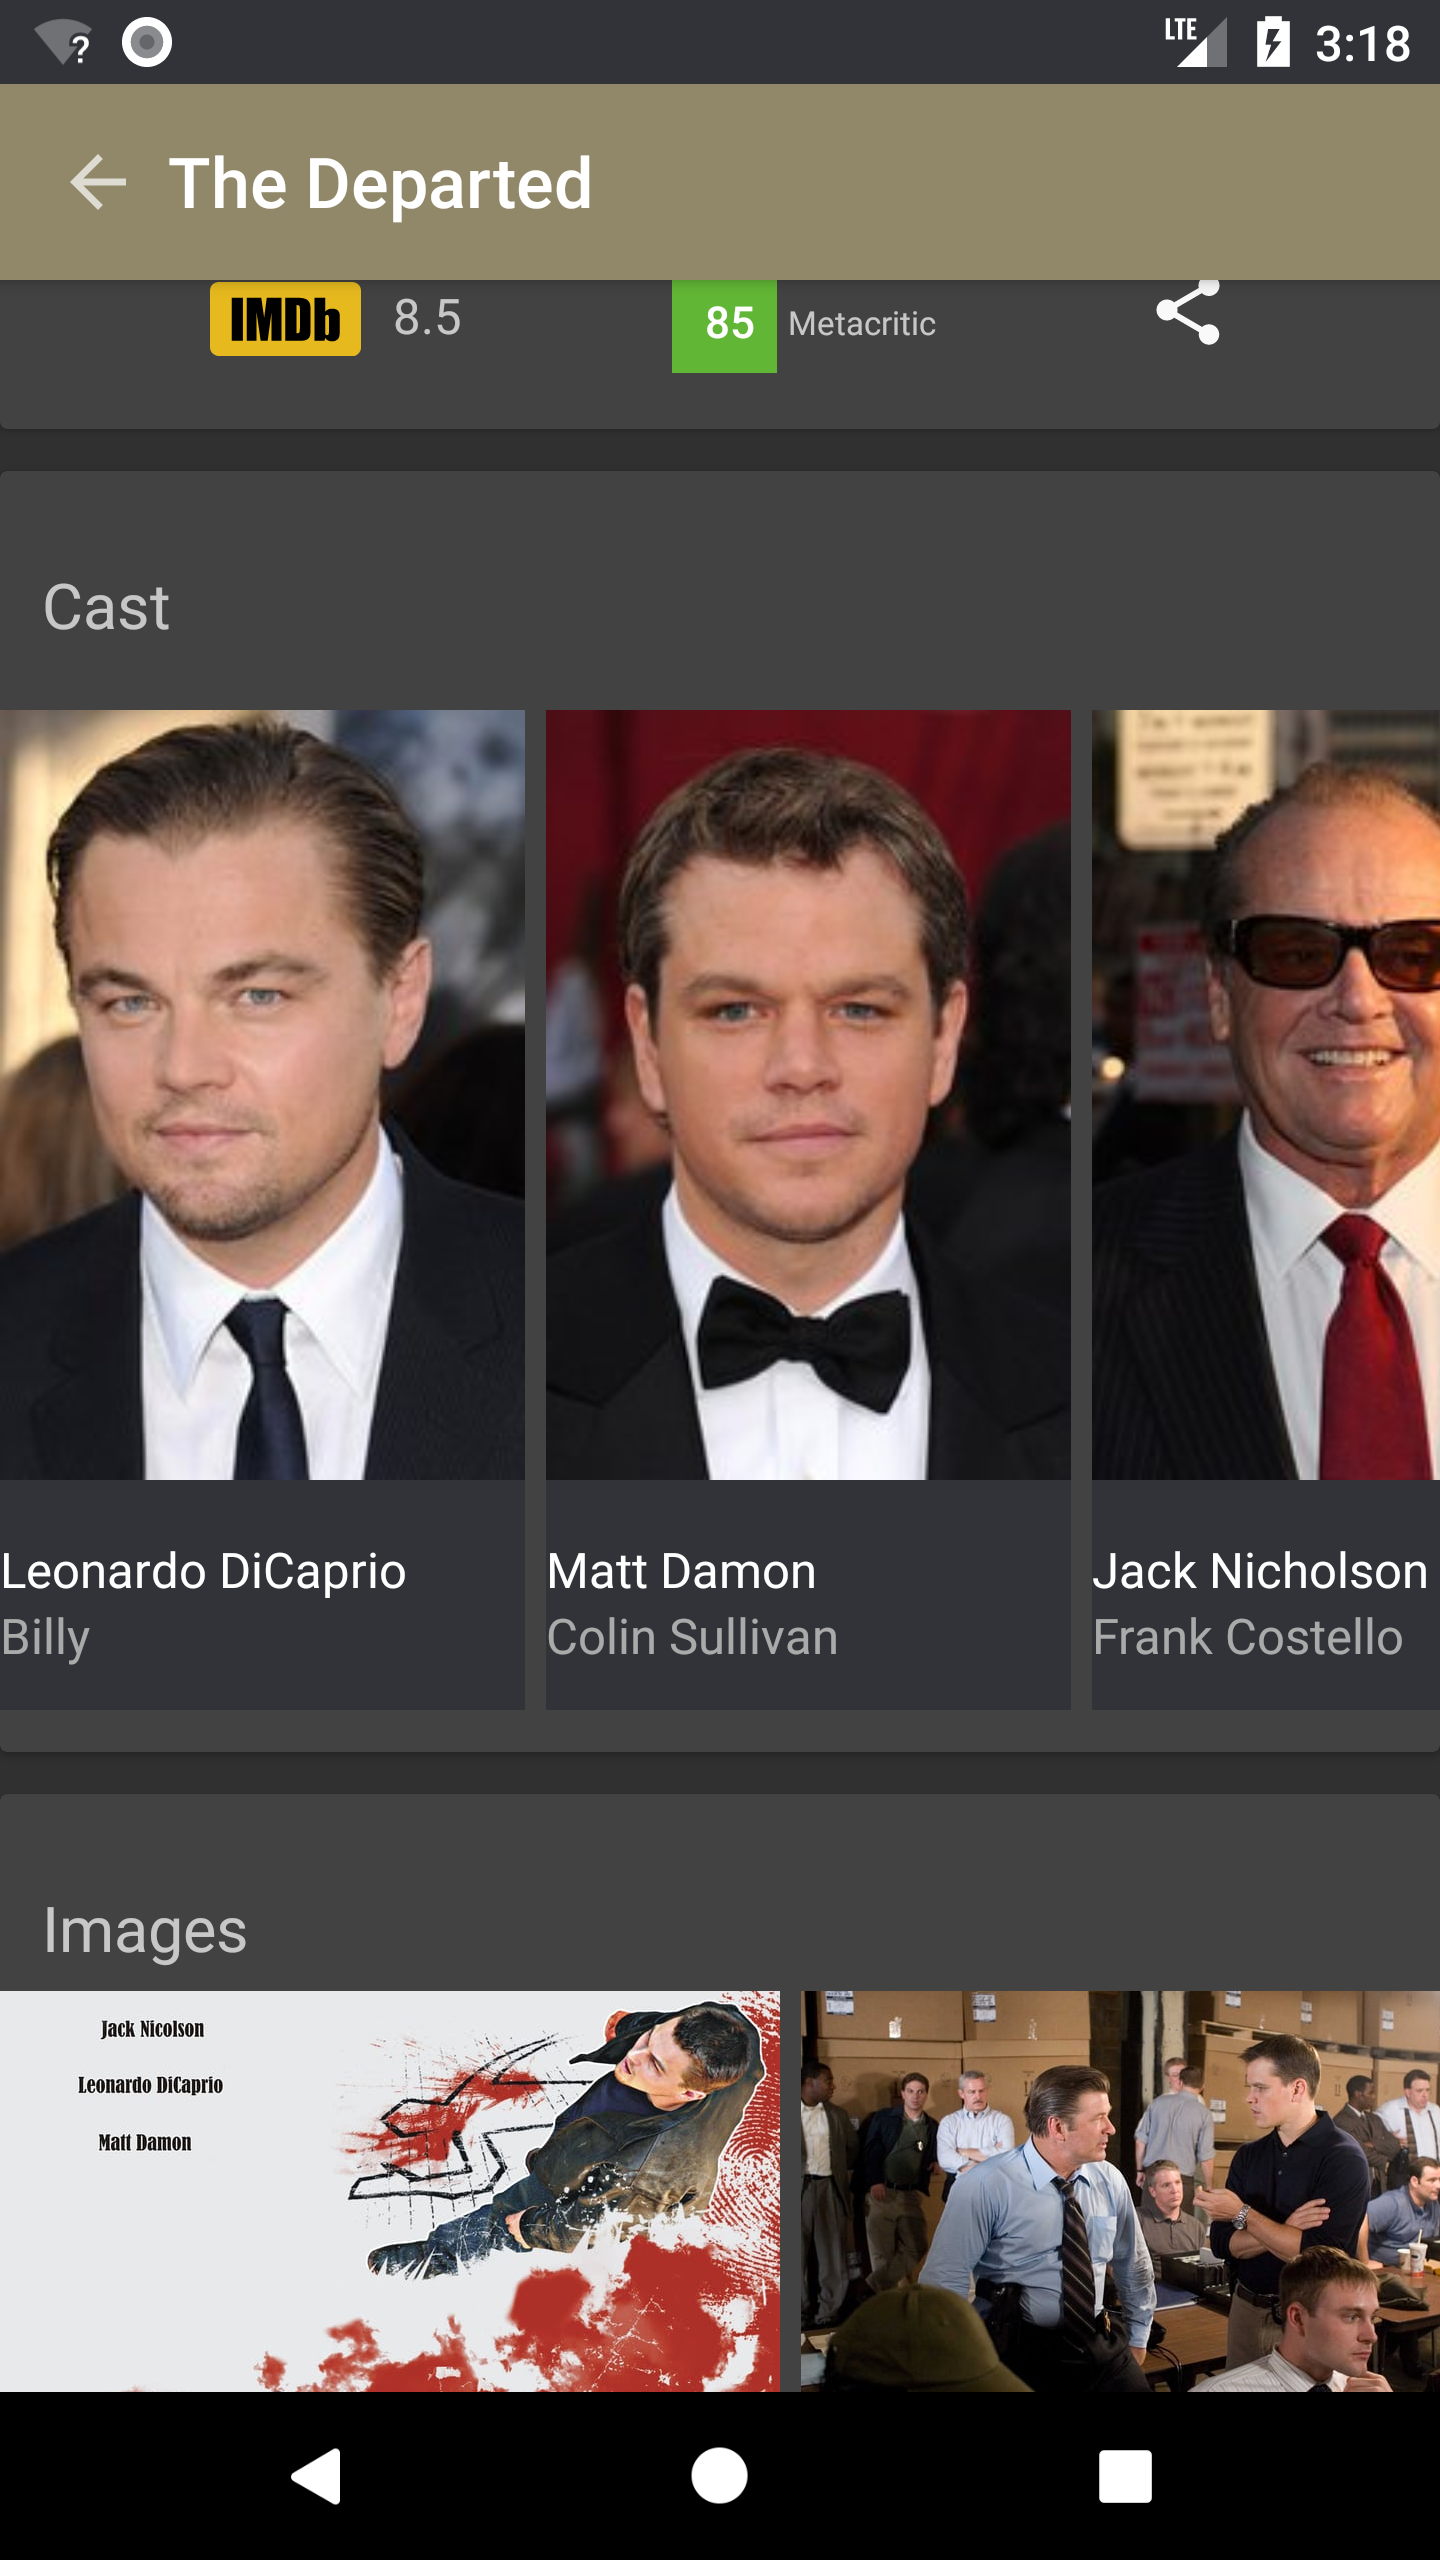 ?
LTE
3:18
The Departed
IMDb 8.5
85 Metacritic
Cast
Leonardo DiCaprio
Billy
Matt Damon
Colin Sullivan
Jack Nicholson
Frank Costello
Images
Jack Nicolson
Leonardo DiCaprio
Matt Damon